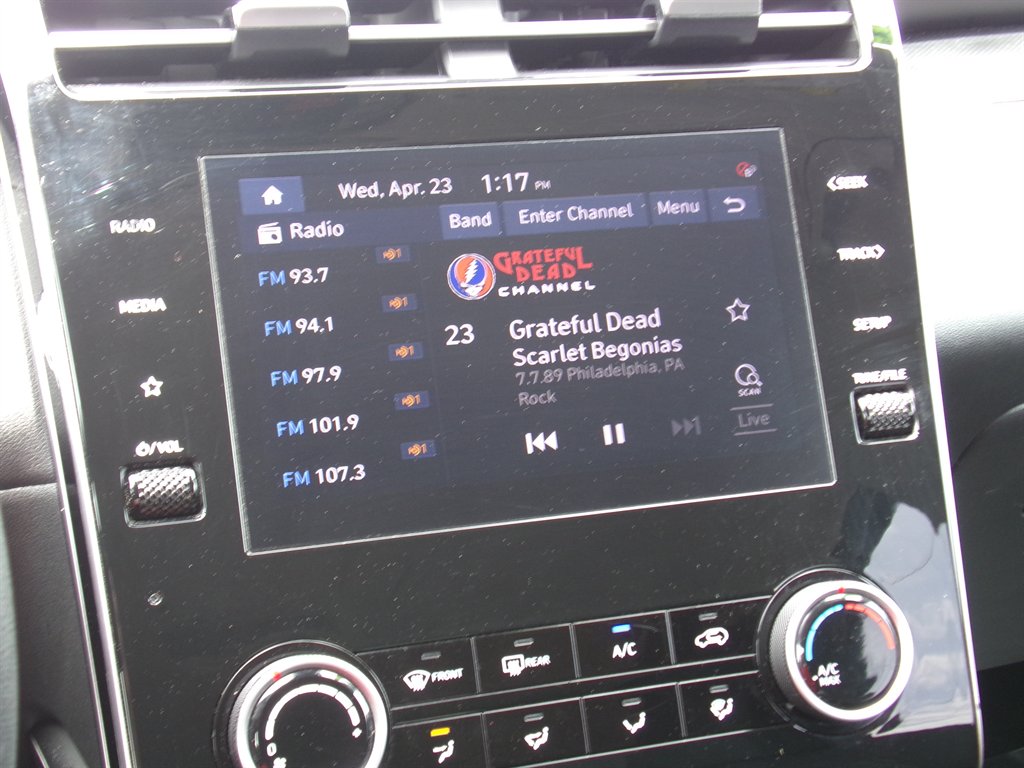 Wed, Apr. 23 1:17 PM
Radio
Band Enter Channel Menu
FM 93.7
FM 94.1
FM 97.9
FM 101.9
FM 107.3
GRATEFUL
DEAD
CHANNEL
23
Grateful Dead
Scarlet Begonias
7.7.89 Philadelphia, PA
Rock
SCAN
Live
RADIO
MEDIA
/VOL
SEEK
TRACK
SETUP
TUNE/FILE
FRONT
REAR
A/C
A/C
MAX
0